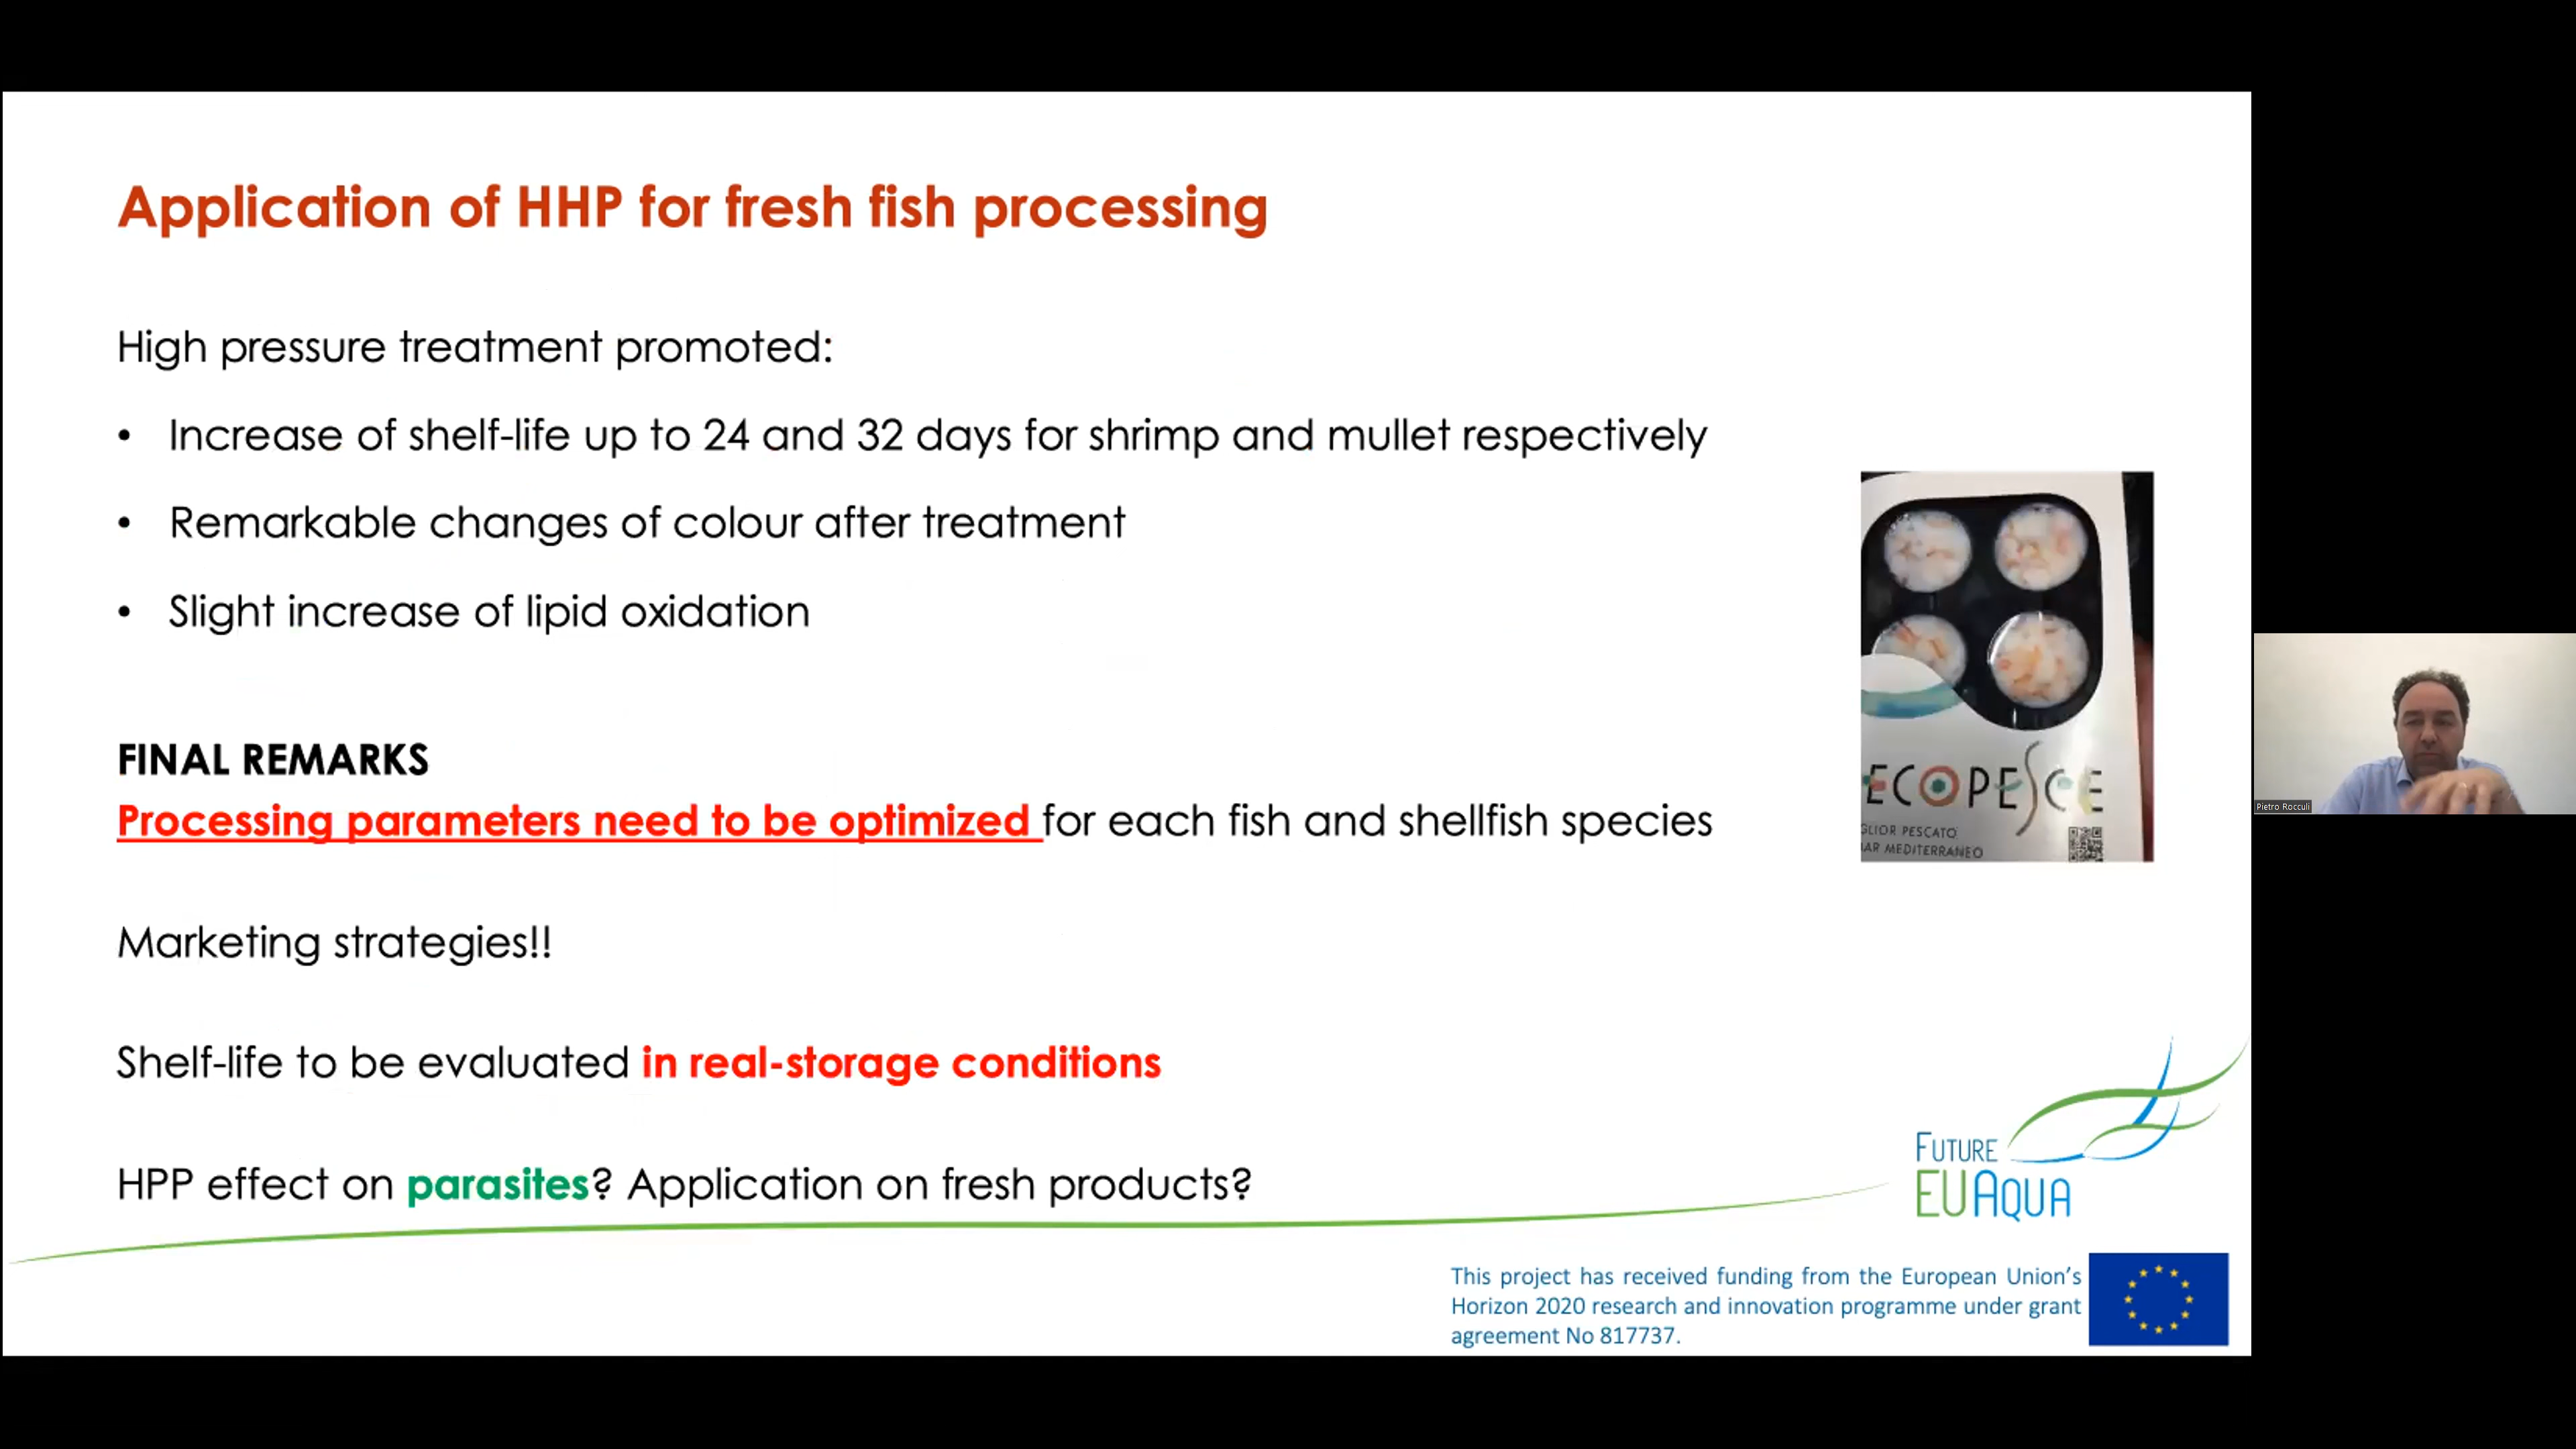 Application of HHP for fresh fish processing
High pressure treatment promoted:
• Increase of shelf-life up to 24 and 32 days for shrimp and mullet respectively
• Remarkable changes of colour after treatment
• Slight increase of lipid oxidation
ECOPESCE
GLIOR PESCATO
MAR MEDITERRANEO
Pietro Rocculi
FINAL REMARKS
Processing parameters need to be optimized for each fish and shellfish species
Marketing strategies!!
Shelf-life to be evaluated in real-storage conditions
HPP effect on parasites? Application on fresh products?
FUTURE
EUAQUA
This project has received funding from the European Union's
Horizon 2020 research and innovation programme under grant
agreement No 817737.